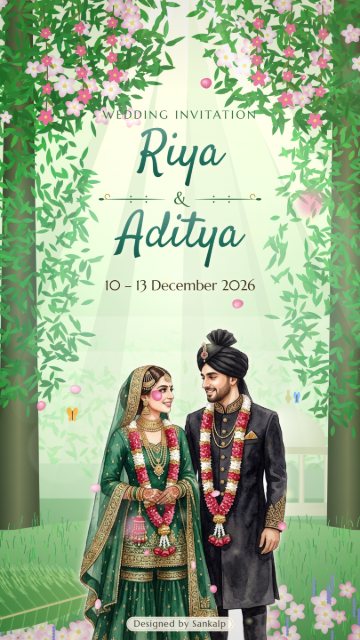 WEDDING INVITATION
Riya
&
Aditya
10 – 13 December 2026
Designed by Sankalp